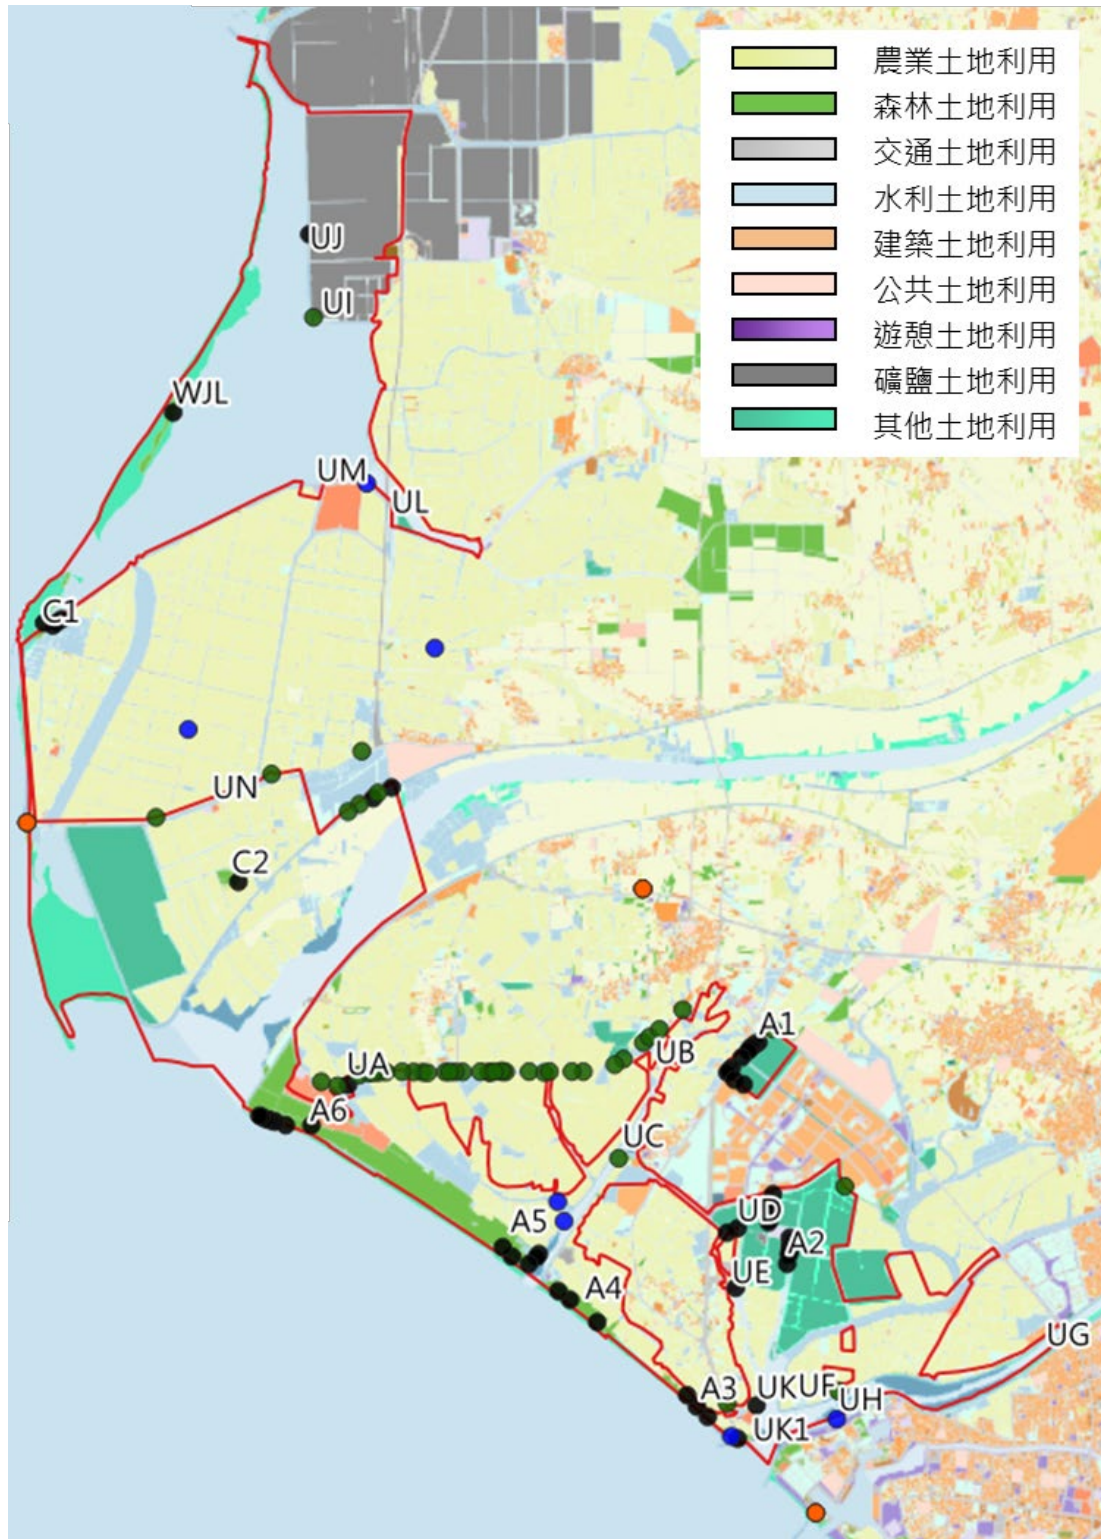 農業土地利用
森林土地利用
交通土地利用
水利土地利用
建築土地利用
公共土地利用
遊憩土地利用
礦鹽土地利用
其他土地利用
UJ
UI
WJL
UM
UL
C1
UN
C2
A1
UB
UA
A6
UC
A5
UD
A2
UE
A4
UG
A3
UKUF
UH
UK1